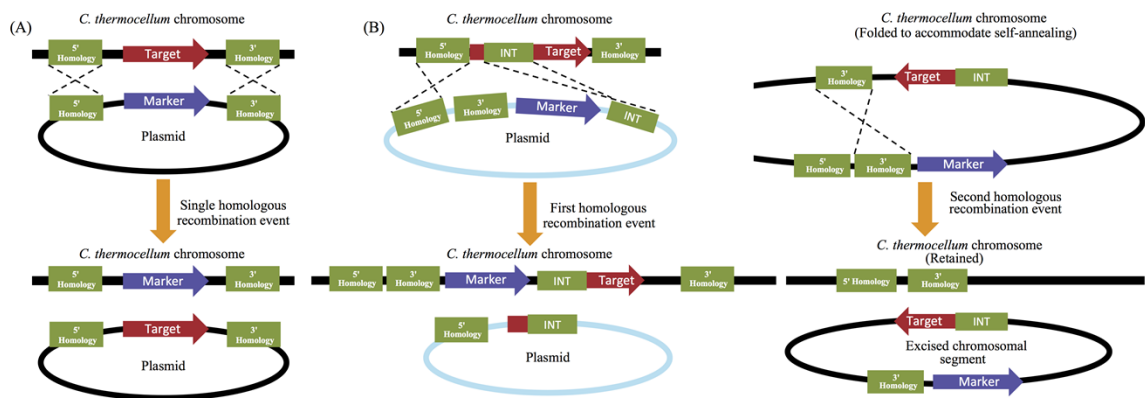 (A)
C. thermocellum chromosome
5'
Homology
Target
3'
Homology
5'
Homology
Marker
3'
Homology
Plasmid
Single homologous
recombination event
C. thermocellum chromosome
5'
Homology
Marker
3'
Homology
5'
Homology
Target
3'
Homology
Plasmid
(B)
C. thermocellum chromosome
5'
Homology
INT
Target
3'
Homology
5'
Homology
3'
Homology
Marker
INT
Plasmid
First homologous
recombination event
C. thermocellum chromosome
5'
Homology
3'
Homology
Marker
INT
Target
3'
Homology
5'
Homology
INT
Plasmid
C. thermocellum chromosome
(Folded to accommodate self-annealing)
3'
Homology
Target
INT
5'
Homology
3'
Homology
Marker
Second homologous
recombination event
C. thermocellum chromosome
(Retained)
5' Homology
3'
Homology
Target
INT
Excised chromosomal
segment
3'
Homology
Marker